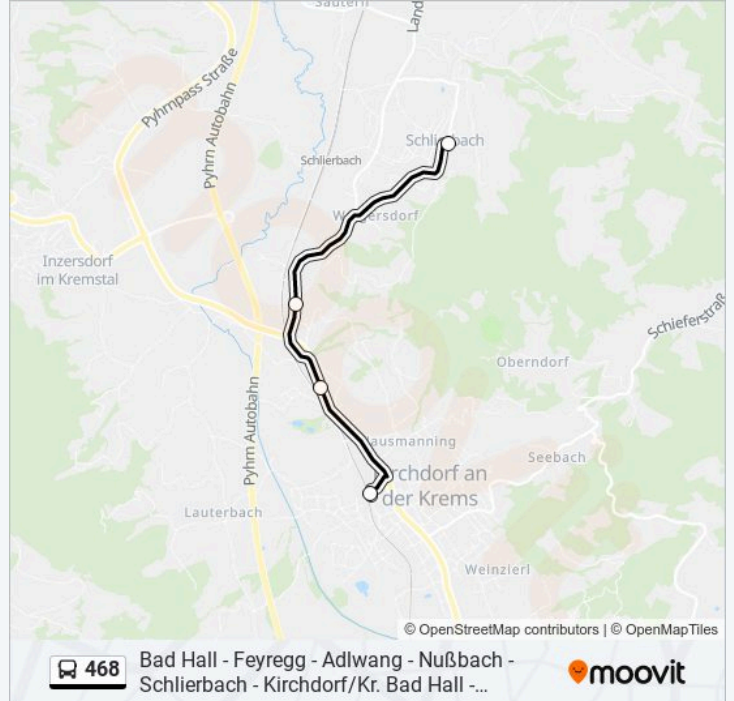 Sautern
Land
Pyhrnpass Straße
Pyhrn Autobahn
Schlierbach
Schlierbach
Inzersdorf
im Kremstal
Schieferstraß
Oberndorf
Pyhrn Autobahn
Hausmanning
Seebach
Kirchdorf an
der Krems
Lauterbach
Weinzierl
© OpenStreetMap contributors | © OpenMapTiles
468
Bad Hall - Feyregg - Adlwang - Nußbach -
Schlierbach - Kirchdorf/Kr. Bad Hall -...
moovit